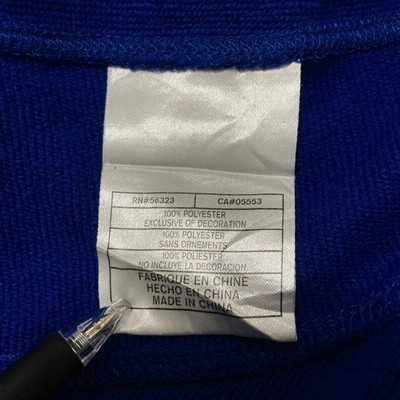 RN#56323 CA#05553
100% POLYESTER
EXCLUSIVE OF DECORATION
100% POLYESTER
SANS ORNEMENTS
100% POLIESTER
NO INCLUYE LA DECORACIÓN
FABRIQUÉ EN CHINE
HECHO EN CHINA
MADE IN CHINA